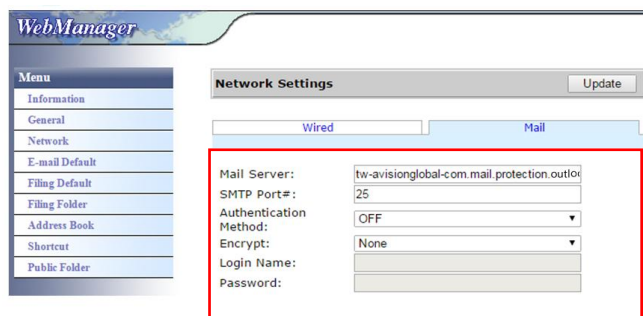 WebManager
Menu
Information
General
Network
E-mail Default
Filing Default
Filing Folder
Address Book
Shortcut
Public Folder
Network Settings Update
Wired Mail
Mail Server: tw-avisionglobal-com.mail.protection.outloo
SMTP Port#: 25
Authentication
Method: OFF
Encrypt: None
Login Name:
Password: